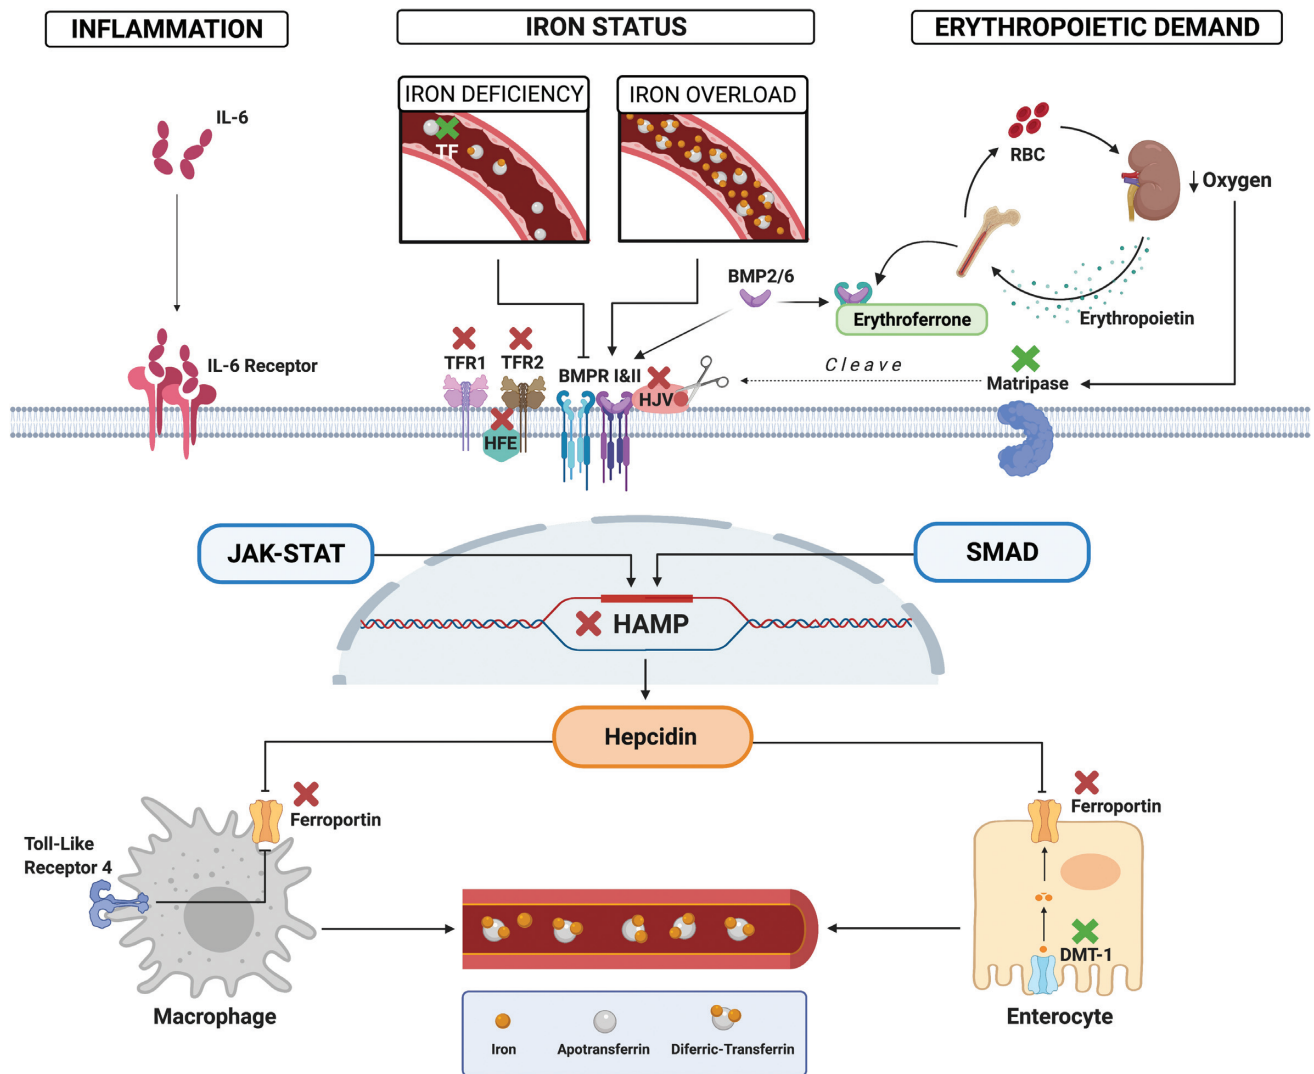 INFLAMMATION
IRON STATUS
ERYTHROPOIETIC DEMAND
IRON DEFICIENCY
IRON OVERLOAD
IL-6
TF
RBC
Oxygen
BMP2/6
Erythroferrone
Erythropoietin
IL-6 Receptor
TFR1
TFR2
BMPR I&II
HJV
HFE
Cleave
Matripase
JAK-STAT
SMAD
HAMP
Hepcidin
Ferroportin
Ferroportin
Toll-Like
Receptor 4
DMT-1
Macrophage
Enterocyte
Iron
Apotransferrin
Diferric-Transferrin